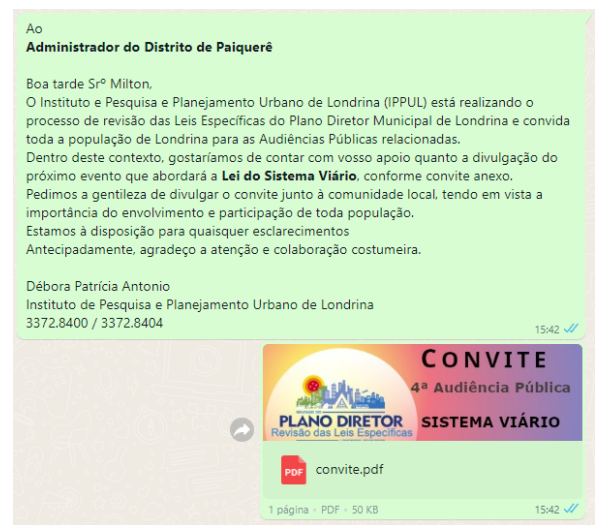 Ao
Administrador do Distrito de Paiquerê
Boa tarde Srº Milton,
O Instituto e Pesquisa e Planejamento Urbano de Londrina (IPPUL) está realizando o
processo de revisão das Leis Específicas do Plano Diretor Municipal de Londrina e convida
toda a população de Londrina para as Audiências Públicas relacionadas.
Dentro deste contexto, gostaríamos de contar com vosso apoio quanto a divulgação do
próximo evento que abordará a Lei do Sistema Viário, conforme convite anexo.
Pedimos a gentileza de divulgar o convite junto à comunidade local, tendo em vista a
importância do envolvimento e participação de toda população.
Estamos à disposição para quaisquer esclarecimentos
Antecipadamente, agradeço a atenção e colaboração costumeira.
Débora Patrícia Antonio
Instituto de Pesquisa e Planejamento Urbano de Londrina
3372.8400 / 3372.8404
15:42
CONVITE
4ª Audiência Pública
PLANO DIRETOR
SISTEMA VIÁRIO
Revisão das Leis Específicas
PDF
convite.pdf
1 página • PDF • 50 KB
15:42